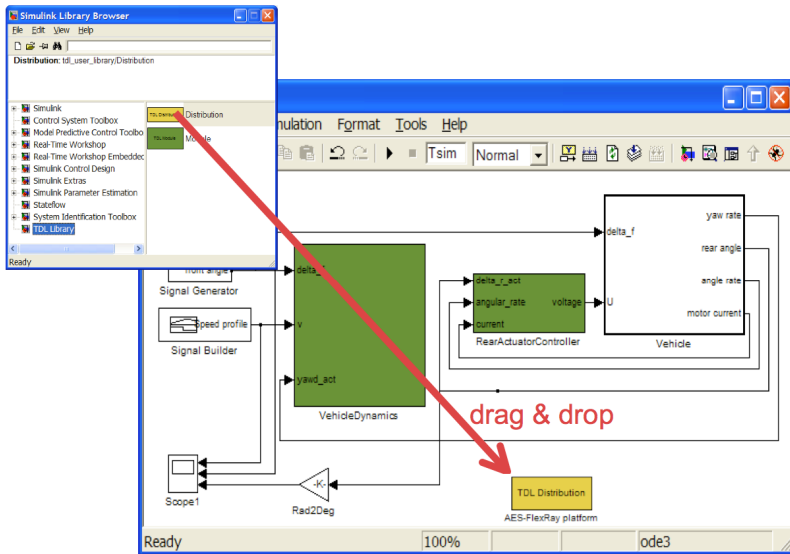 Simulink Library Browser
File Edit View Help
Distribution: tdl_user_library/Distribution
Simulink
Control System Toolbox
Model Predictive Control Toolbo
Real-Time Workshop
Real-Time Workshop Embedded
Simulink Control Design
Simulink Extras
Simulink Parameter Estimation
Stateflow
System Identification Toolbox
TDL Library
Distribution
Ready
nulation Format Tools Help
Tsim Normal
delta_f
yaw rate
rear angle
angle rate
motor current
U
Vehicle
front angle
Signal Generator
Speed profile
Signal Builder
v
yawd_act
VehicleDynamics
delta_r_act
angular_rate
current
voltage
RearActuatorController
drag & drop
Scope1
-K-
Rad2Deg
TDL Distribution
AES-FlexRay platform
Ready 100% ode3